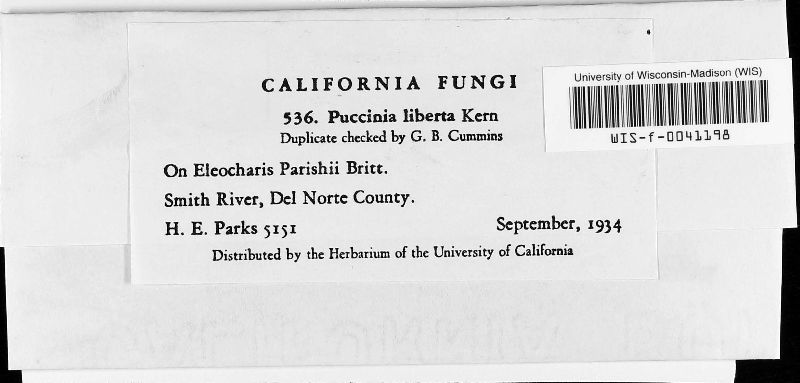 CALIFORNIA FUNGI
536. Puccinia liberta Kern
Duplicate checked by G. B. Cummins
On Eleocharis Parishii Britt.
Smith River, Del Norte County.
H. E. Parks 5151 September, 1934
Distributed by the Herbarium of the University of California
University of Wisconsin-Madison (WIS)
WIS-f-0041198